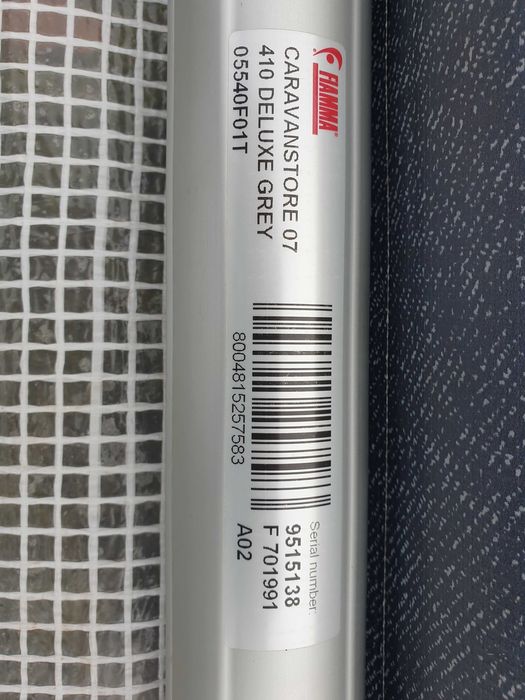 FIAMMA®
CARAVANSTORE 07
410 DELUXE GREY
05540F01T
8004815257583
Serial number:
9515138
F 701991
A02